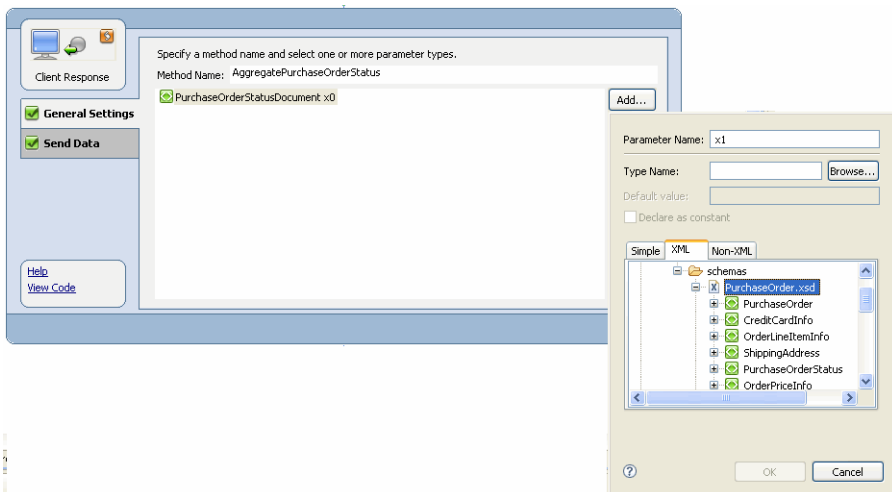 Client Response
General Settings
Send Data
Help
View Code
Specify a method name and select one or more parameter types.
Method Name: AggregatePurchaseOrderStatus
PurchaseOrderStatusDocument x0
Add...
Parameter Name: x1
Type Name: Browse...
Default value:
Declare as constant
Simple XML Non-XML
schemas
PurchaseOrder.xsd
PurchaseOrder
CreditCardInfo
OrderLineItemInfo
ShippingAddress
PurchaseOrderStatus
OrderPriceInfo
? OK Cancel